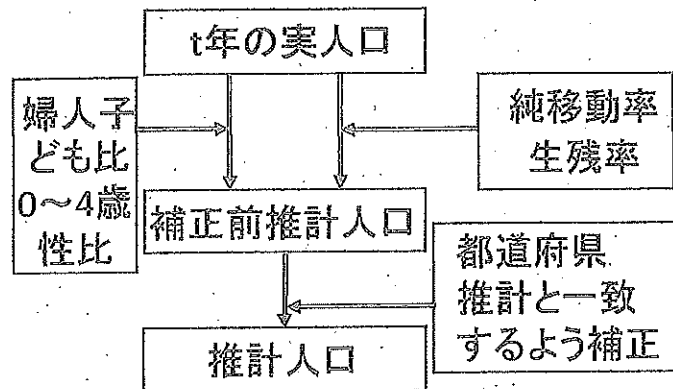 t年の実人口
婦人子
ども比
0～4歳
性比
純移動率
生残率
補正前推計人口
都道府県
推計と一致
するよう補正
推計人口